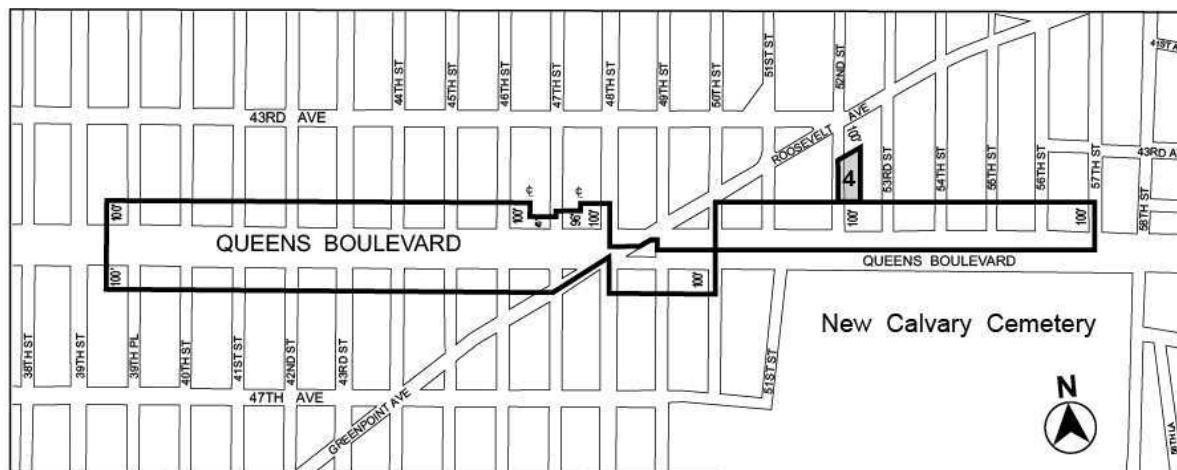 44TH ST
45TH ST
46TH ST
47TH ST
48TH ST
49TH ST
50TH ST
51ST ST
52ND ST
43RD AVE
ROOSEVELT AVE
100'
4
53RD ST
54TH ST
55TH ST
56TH ST
57TH ST
58TH ST
43RD A
100'
100'
96'
100'
100'
100'
QUEENS BOULEVARD
100'
100'
QUEENS BOULEVARD
New Calvary Cemetery
38TH ST
39TH ST
39TH PL
40TH ST
41ST ST
42ND ST
43RD ST
51ST ST
47TH AVE
GREENPOINT AVE
N